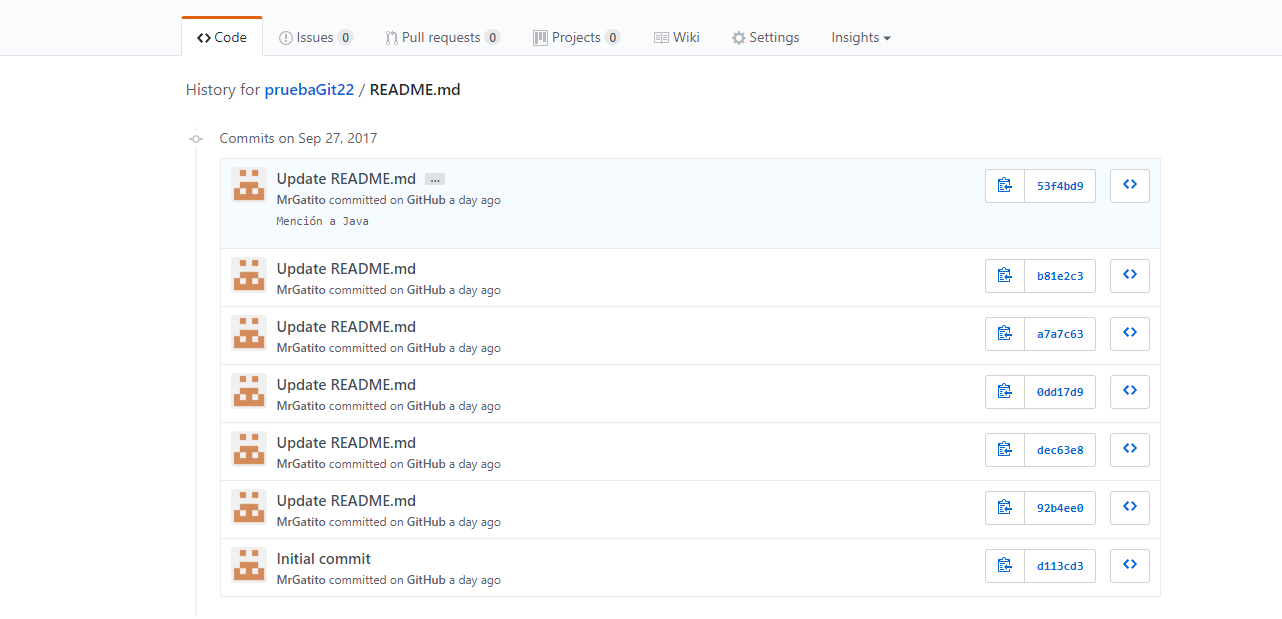 Code Issues 0 Pull requests 0 Projects 0 Wiki Settings Insights
History for pruebaGit22 / README.md
Commits on Sep 27, 2017
Update README.md …
MrGatito committed on GitHub a day ago
Mención a Java
53f4bd9
Update README.md
MrGatito committed on GitHub a day ago
b81e2c3
Update README.md
MrGatito committed on GitHub a day ago
a7a7c63
Update README.md
MrGatito committed on GitHub a day ago
0dd17d9
Update README.md
MrGatito committed on GitHub a day ago
dec63e8
Update README.md
MrGatito committed on GitHub a day ago
92b4ee0
Initial commit
MrGatito committed on GitHub a day ago
d113cd3